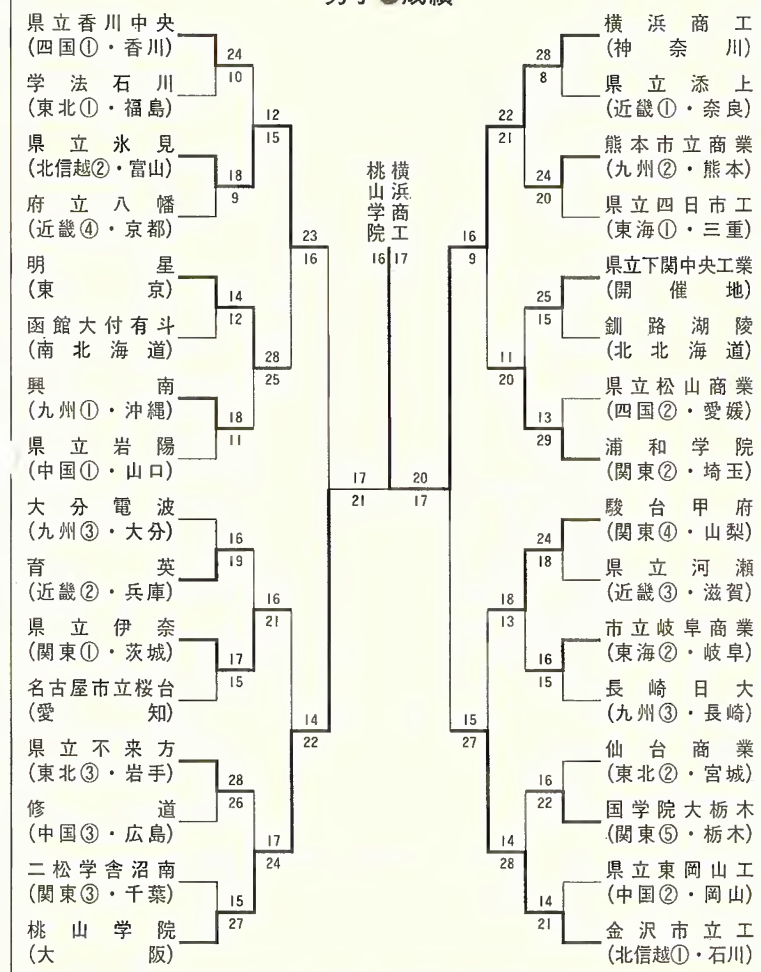 県立香川中央
(四国①・香川)
学法石川
(東北①・福島)
県立氷見
(北信越②・富山)
府立八幡
(近畿④・京都)
明星
(東京)
函館大付有斗
(南北海道)
興南
(九州①・沖縄)
県立岩陽
(中国①・山口)
大分電波
(九州③・大分)
育英
(近畿②・兵庫)
県立伊奈
(関東①・茨城)
名古屋市立桜台
(愛知)
県立不来方
(東北③・岩手)
修道
(中国③・広島)
二松学舎沼南
(関東③・千葉)
桃山学院
(大阪)
24
10
18
9
14
12
18
11
16
19
17
15
28
26
15
27
12
15
28
25
16
21
17
24
23
16
14
22
17
21
桃山学院
横浜商工
16 17
20
17
16
9
15
27
22
21
11
20
18
13
14
28
28
8
24
20
25
15
13
29
24
18
16
15
16
22
14
21
横浜商工
(神奈川)
県立添上
(近畿①・奈良)
熊本市立商業
(九州②・熊本)
県立四日市工
(東海①・三重)
県立下関中央工業
(開催地)
釧路湖陵
(北北海道)
県立松山商業
(四国②・愛媛)
浦和学院
(関東②・埼玉)
駿台甲府
(関東④・山梨)
県立河瀬
(近畿③・滋賀)
市立岐阜商業
(東海②・岐阜)
長崎日大
(九州③・長崎)
仙台商業
(東北②・宮城)
国学院大栃木
(関東⑤・栃木)
県立東岡山工
(中国②・岡山)
金沢市立工
(北信越①・石川)